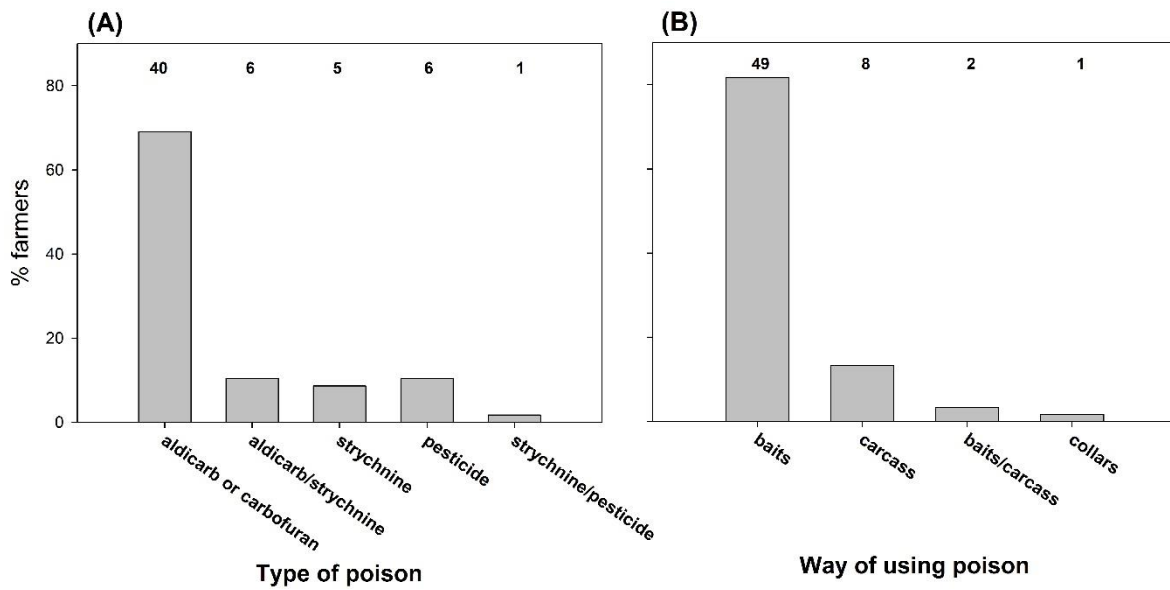 (A)
40 6 5 6 1
80
60
40
20
0
% farmers
aldicarb or carbofuran
aldicarb/strychnine
strychnine
pesticide
strychnine/pesticide
Type of poison
(B)
49 8 2 1
baits
carcass
baits/carcass
collars
Way of using poison